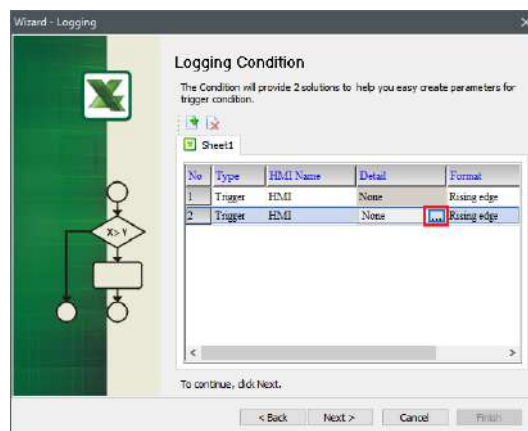 Wizard - Logging
Logging Condition
The Condition will provide 2 solutions to help you easy create parameters for
trigger condition.
Sheet1
No Type HMI Name Detail Format
1 Trigger HMI None Rising edge
2 Trigger HMI None ... Rising edge
X> Y
To continue, click Next.
< Back Next > Cancel Finish